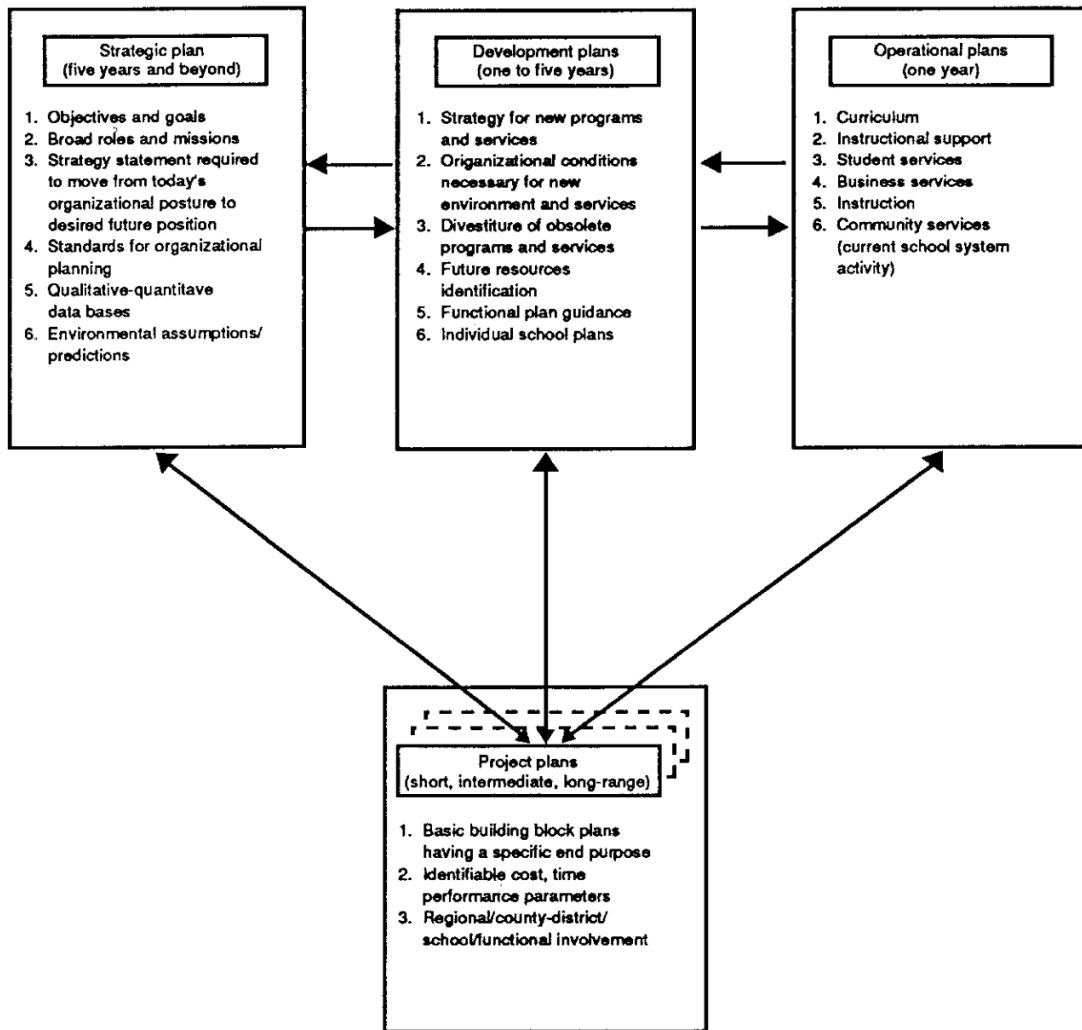 Strategic plan
(five years and beyond)
1. Objectives and goals
2. Broad roles and missions
3. Strategy statement required
to move from today's
organizational posture to
desired future position
4. Standards for organizational
planning
5. Qualitative-quantitave
data bases
6. Environmental assumptions/
predictions
Development plans
(one to five years)
1. Strategy for new programs
and services
2. Origanizational conditions
necessary for new
environment and services
3. Divestiture of obsolete
programs and services
4. Future resources
identification
5. Functional plan guidance
6. Individual school plans
Operational plans
(one year)
1. Curriculum
2. Instructional support
3. Student services
4. Business services
5. Instruction
6. Community services
(current school system
activity)
Project plans
(short, intermediate, long-range)
1. Basic building block plans
having a specific end purpose
2. Identifiable cost, time
performance parameters
3. Regional/county-district/
school/functional involvement